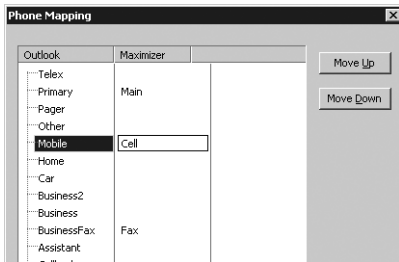 Phone Mapping
Outlook Maximizer
Telex
Primary Main
Move Up
Pager
Move Down
Other
Mobile Cell
Home
Car
Business2
Business
BusinessFax Fax
Assistant